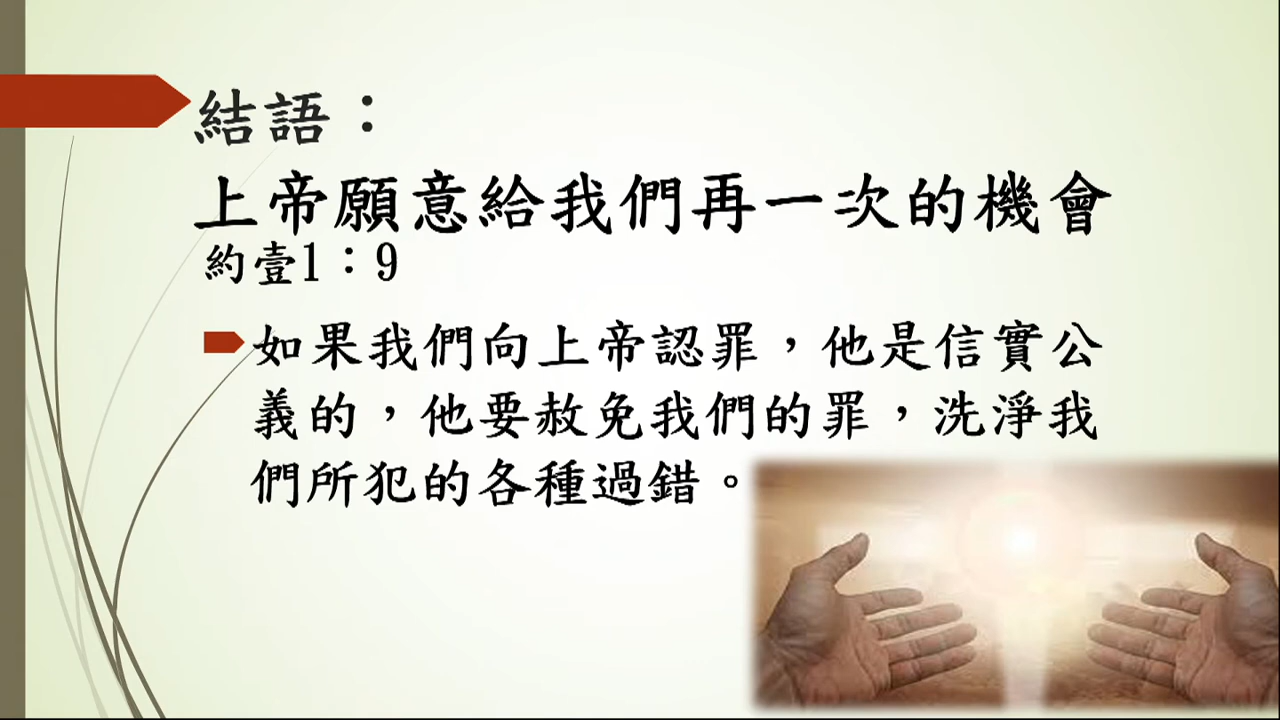 結語：
上帝願意給我們再一次的機會
約壹1：9
如果我們向上帝認罪，他是信實公
義的，他要赦免我們的罪，洗淨我
們所犯的各種過錯。